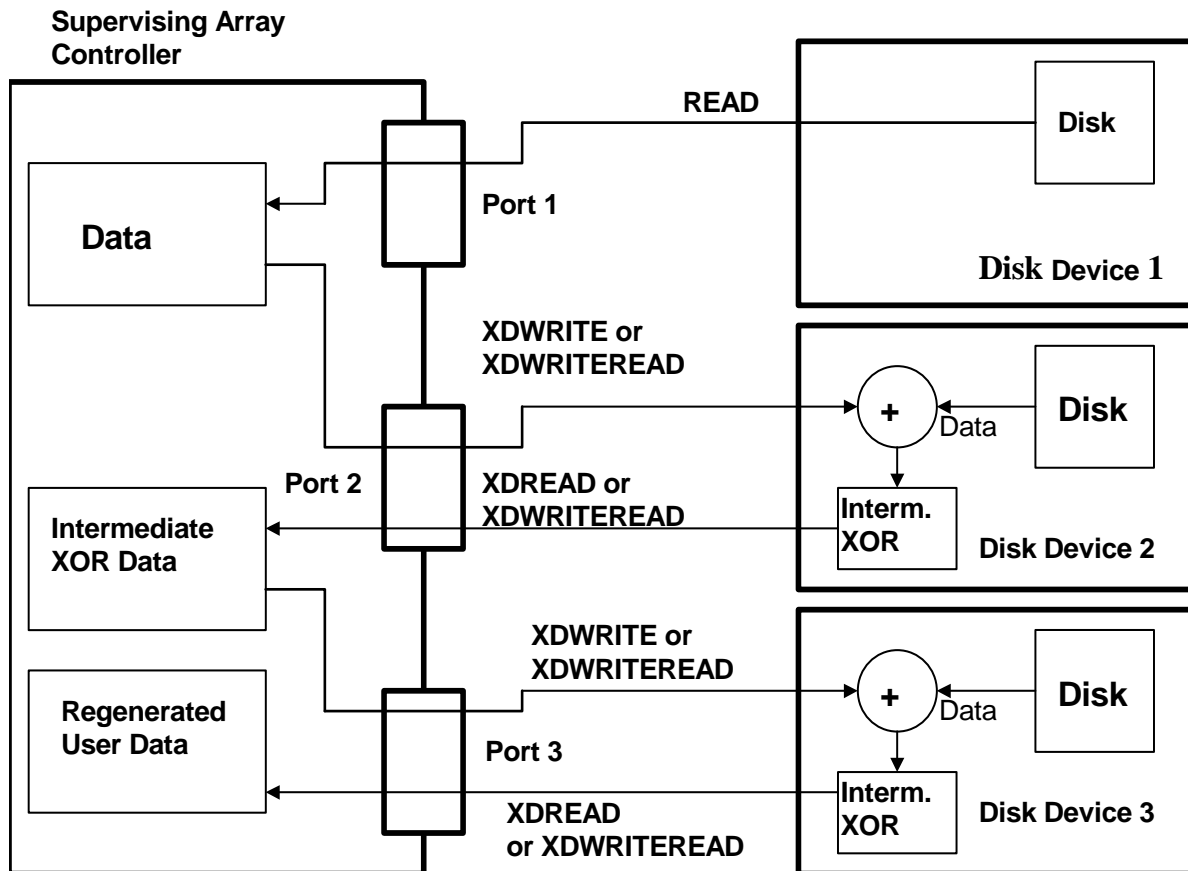 Supervising Array
Controller
READ
Disk
Data
Port 1
Disk Device 1
XDWRITE or
XDWRITEREAD
+
Data
Disk
Port 2
XDREAD or
XDWRITEREAD
Interm.
XOR
Disk Device 2
Intermediate
XOR Data
XDWRITE or
XDWRITEREAD
+
Data
Disk
Regenerated
User Data
Port 3
Interm.
XOR
Disk Device 3
XDREAD
or XDWRITEREAD